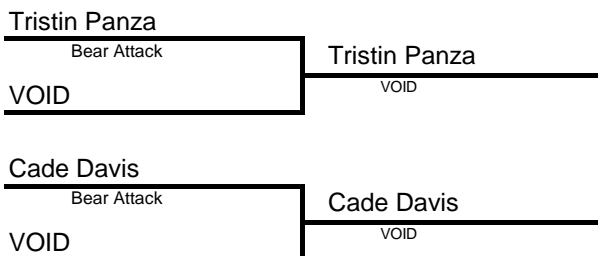 Tristin Panza
Bear Attack
Tristin Panza
VOID
VOID
Cade Davis
Bear Attack
Cade Davis
VOID
VOID